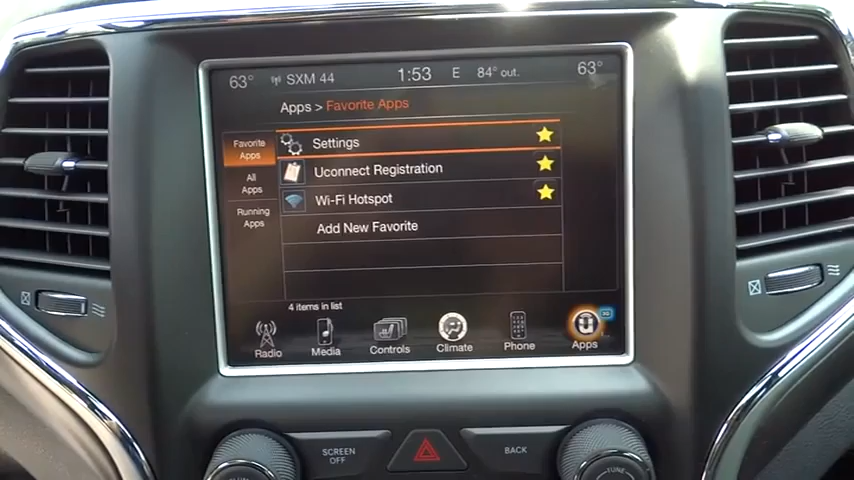 63° SXM 44 1:53 E 84° out. 63°
Apps > Favorite Apps
Favorite
Apps
Settings
All
Apps
Uconnect Registration
Running
Apps
Wi-Fi Hotspot
Add New Favorite
4 items in list
Radio Media Controls Climate Phone Apps
SCREEN
OFF
BACK
TUNE